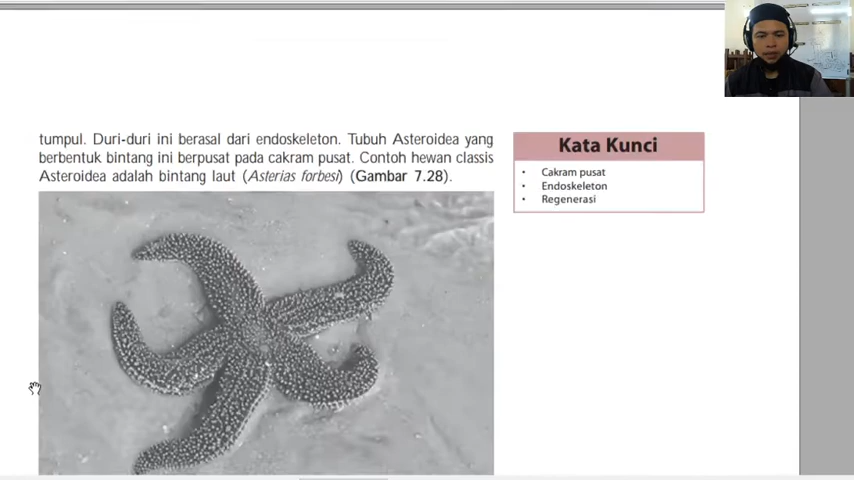 tumpul. Duri-duri ini berasal dari endoskeleton. Tubuh Asteroidea yang
berbentuk bintang ini berpusat pada cakram pusat. Contoh hewan classis
Asteroidea adalah bintang laut (Asterias forbesi) (Gambar 7.28).
Kata Kunci
• Cakram pusat
• Endoskeleton
• Regenerasi